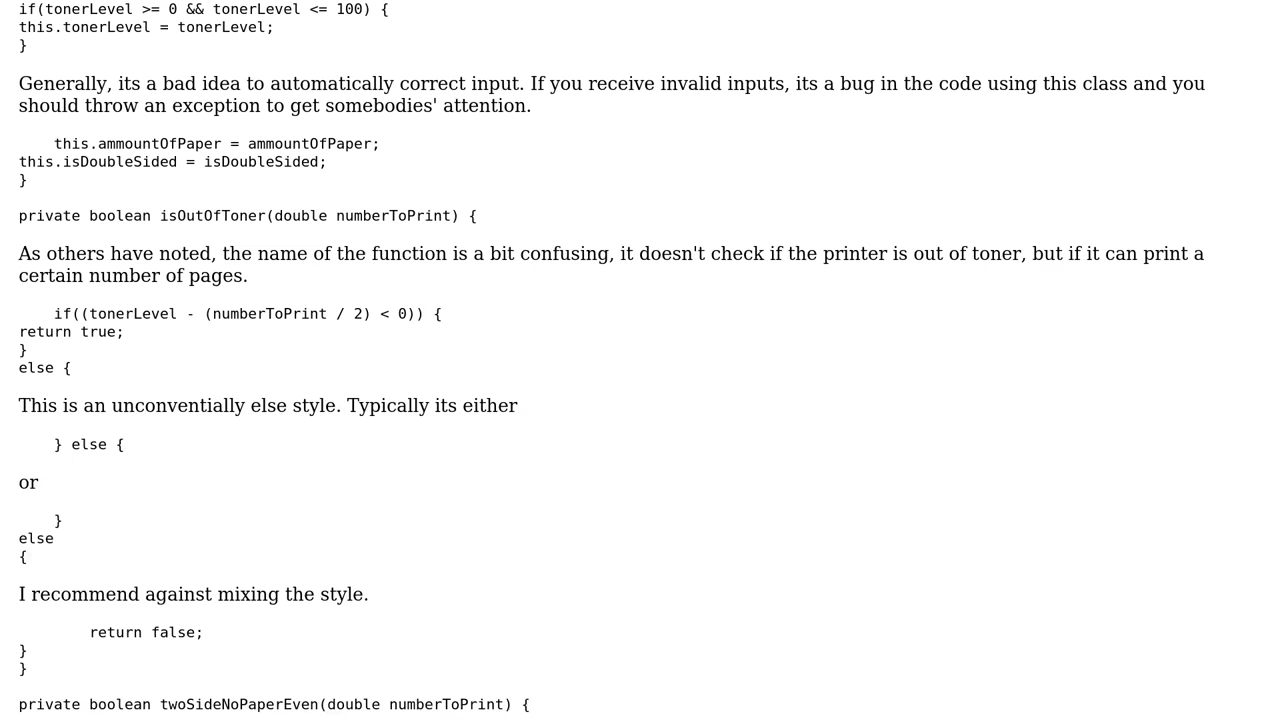 if(tonerLevel >= 0 && tonerLevel <= 100) {
this.tonerLevel = tonerLevel;
}
Generally, its a bad idea to automatically correct input. If you receive invalid inputs, its a bug in the code using this class and you
should throw an exception to get somebodies' attention.
this.ammountOfPaper = ammountOfPaper;
this.isDoubleSided = isDoubleSided;
}
private boolean isOutOfToner(double numberToPrint) {
As others have noted, the name of the function is a bit confusing, it doesn't check if the printer is out of toner, but if it can print a
certain number of pages.
if((tonerLevel - (numberToPrint / 2) < 0)) {
return true;
}
else {
This is an unconventially else style. Typically its either
} else {
or
}
else
{
I recommend against mixing the style.
return false;
}
}
private boolean twoSideNoPaperEven(double numberToPrint) {